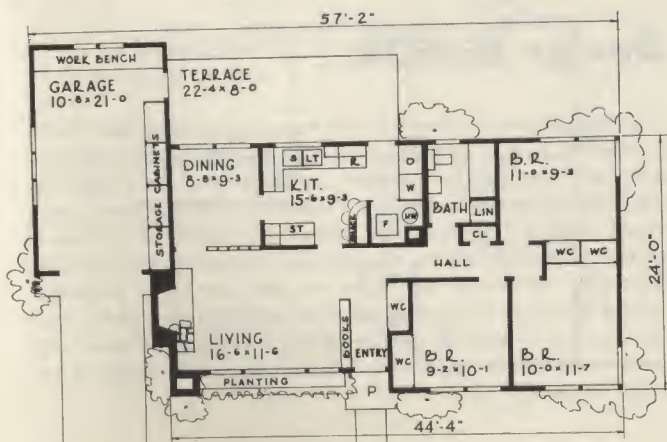 57'-2"
WORK BENCH
GARAGE
10-8 x 21-0
TERRACE
22-4 x 8-0
STORAGE CABINETS
DINING
8-8 x 9-3
S
LT
R
KIT.
15-6 x 9-3
ST
D
W
F
HW
BATH
LIN
CL
B.R.
11-0 x 9-3
WC
WC
24'-0"
HALL
LIVING
16-6 x 11-6
BOOKS
ENTRY
WC
WC
B.R.
9-2 x 10-1
B.R.
10-0 x 11-7
PLANTING
P
44'-4"